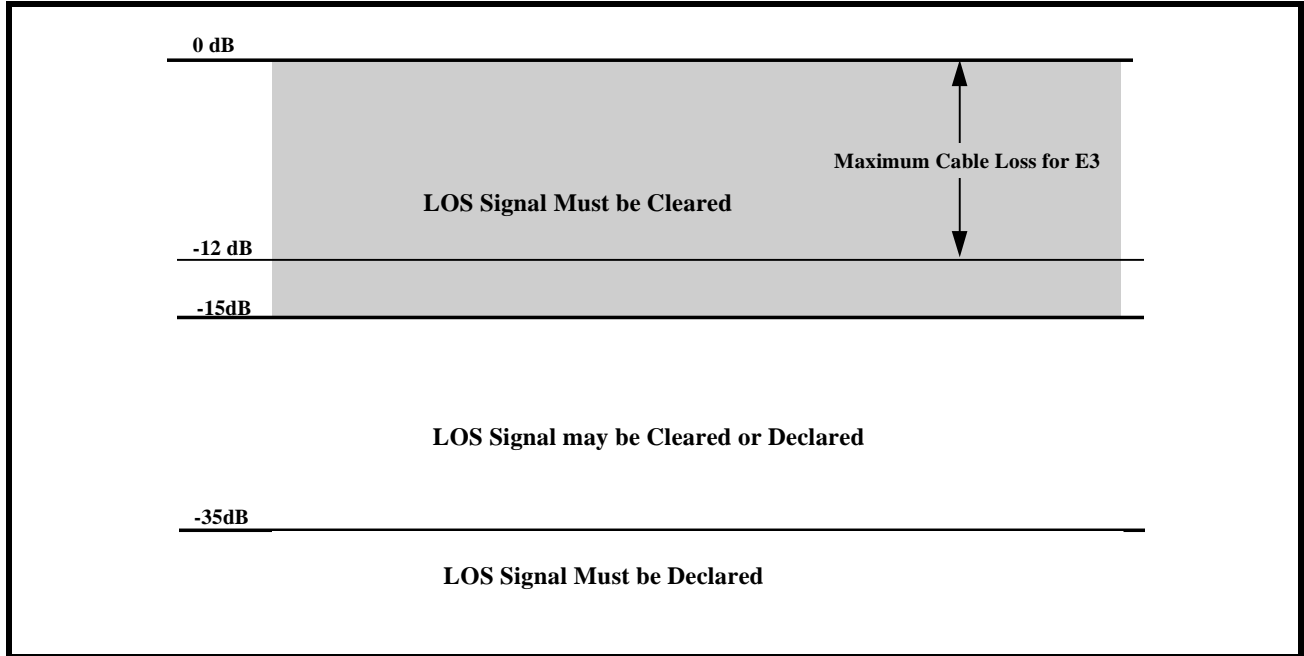 0 dB
Maximum Cable Loss for E3
LOS Signal Must be Cleared
-12 dB
-15dB
LOS Signal may be Cleared or Declared
-35dB
LOS Signal Must be Declared